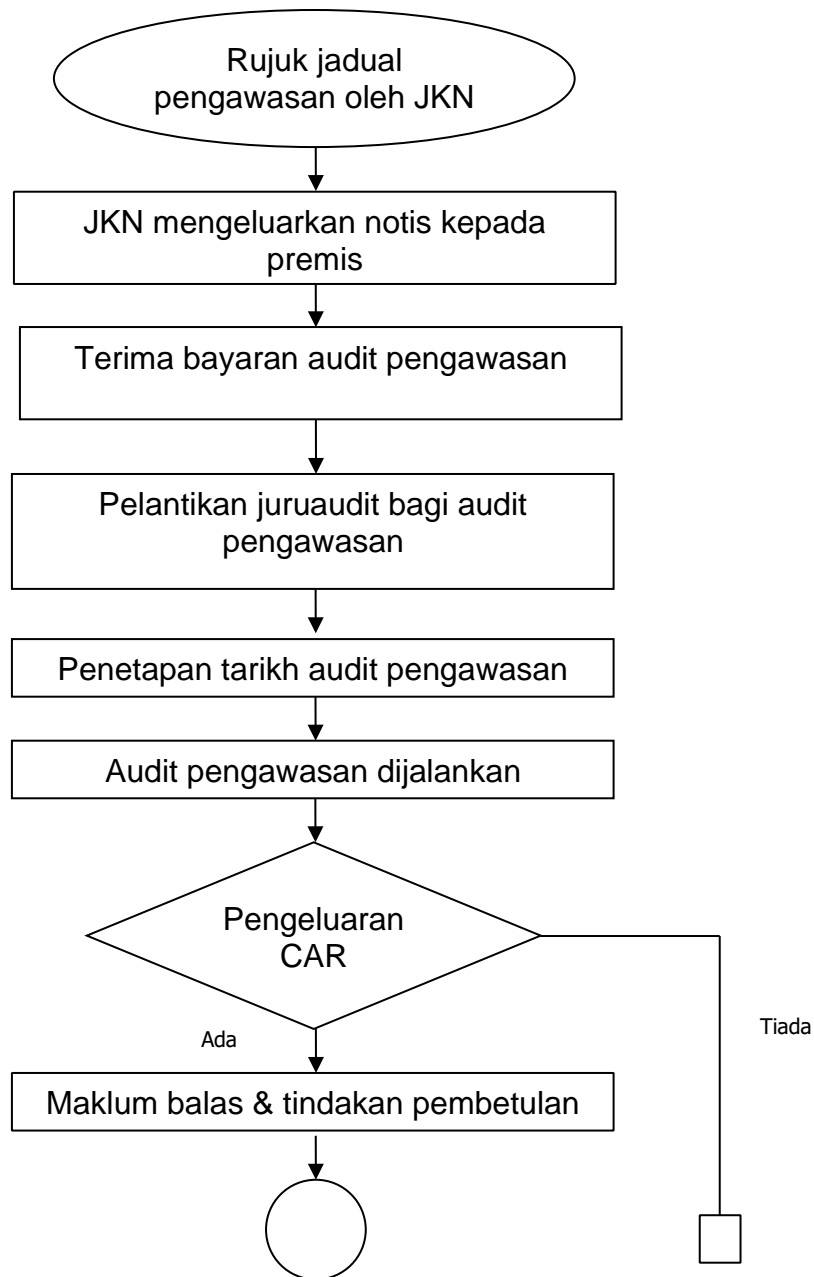 Rujuk jadual
pengawasan oleh JKN
JKN mengeluarkan notis kepada
premis
Terima bayaran audit pengawasan
Pelantikan juruaudit bagi audit
pengawasan
Penetapan tarikh audit pengawasan
Audit pengawasan dijalankan
Pengeluaran
CAR
Tiada
Ada
Maklum balas & tindakan pembetulan